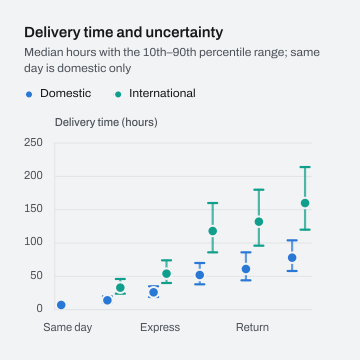 Delivery time and uncertainty
Median hours with the 10th–90th percentile range; same
day is domestic only
Domestic
International
Delivery time (hours)
250
200
150
100
50
0
Same day
Express
Return